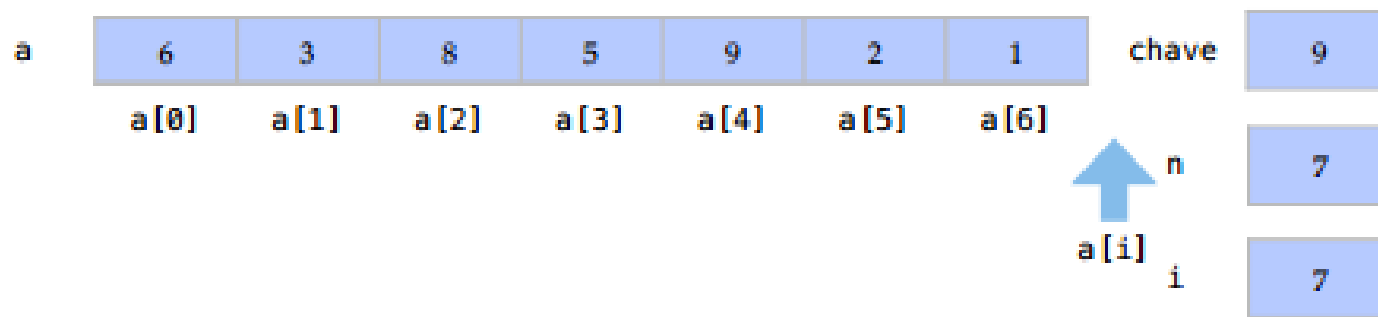 a 6 3 8 5 9 2 1 chave 9
a[0] a[1] a[2] a[3] a[4] a[5] a[6]
n 7
a[i]
i 7